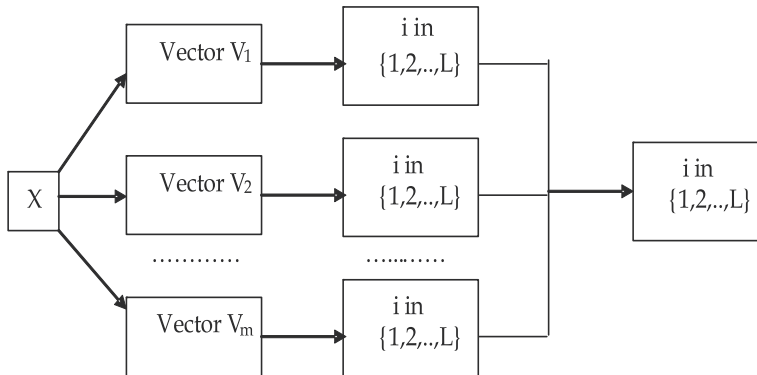 X
Vector V1
i in
{1,2,..,L}
Vector V2
i in
{1,2,..,L}
............
............
Vector Vm
i in
{1,2,..,L}
i in
{1,2,..,L}